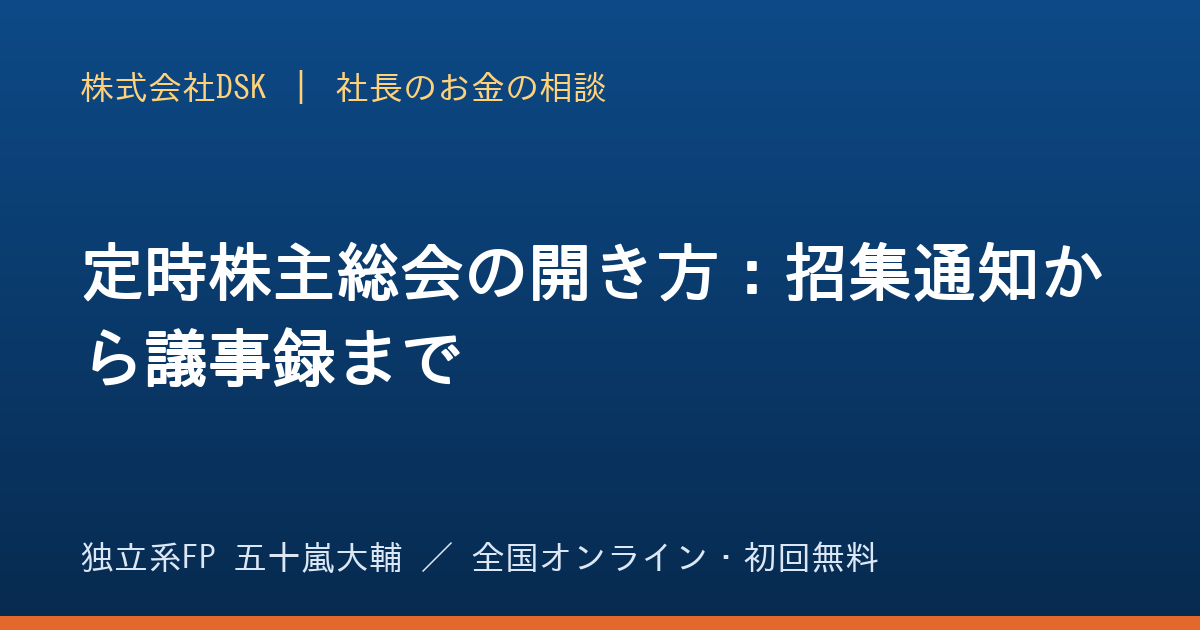 株式会社DSK ｜ 社長のお金の相談
定時株主総会の開き方：招集通知か
ら議事録まで
独立系FP 五十嵐大輔 ／ 全国オンライン・初回無料